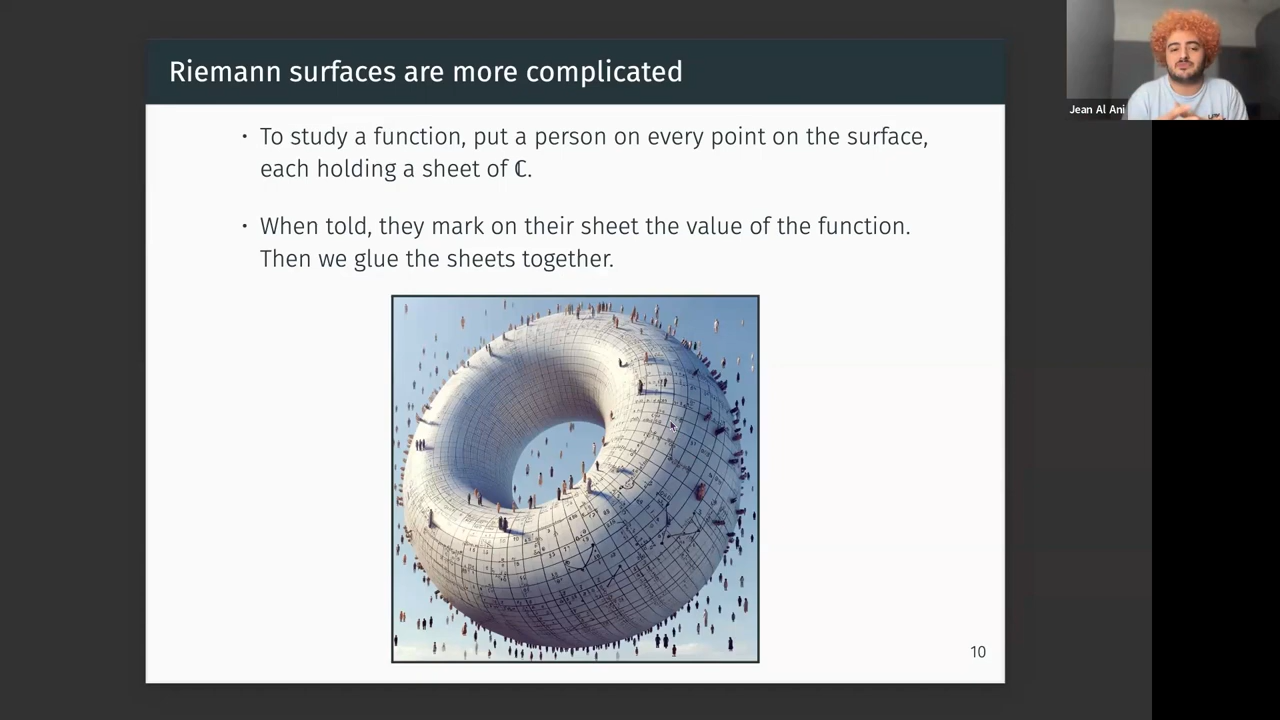 Riemann surfaces are more complicated
Jean Al Ani
• To study a function, put a person on every point on the surface,
each holding a sheet of ℂ.
• When told, they mark on their sheet the value of the function.
Then we glue the sheets together.
10